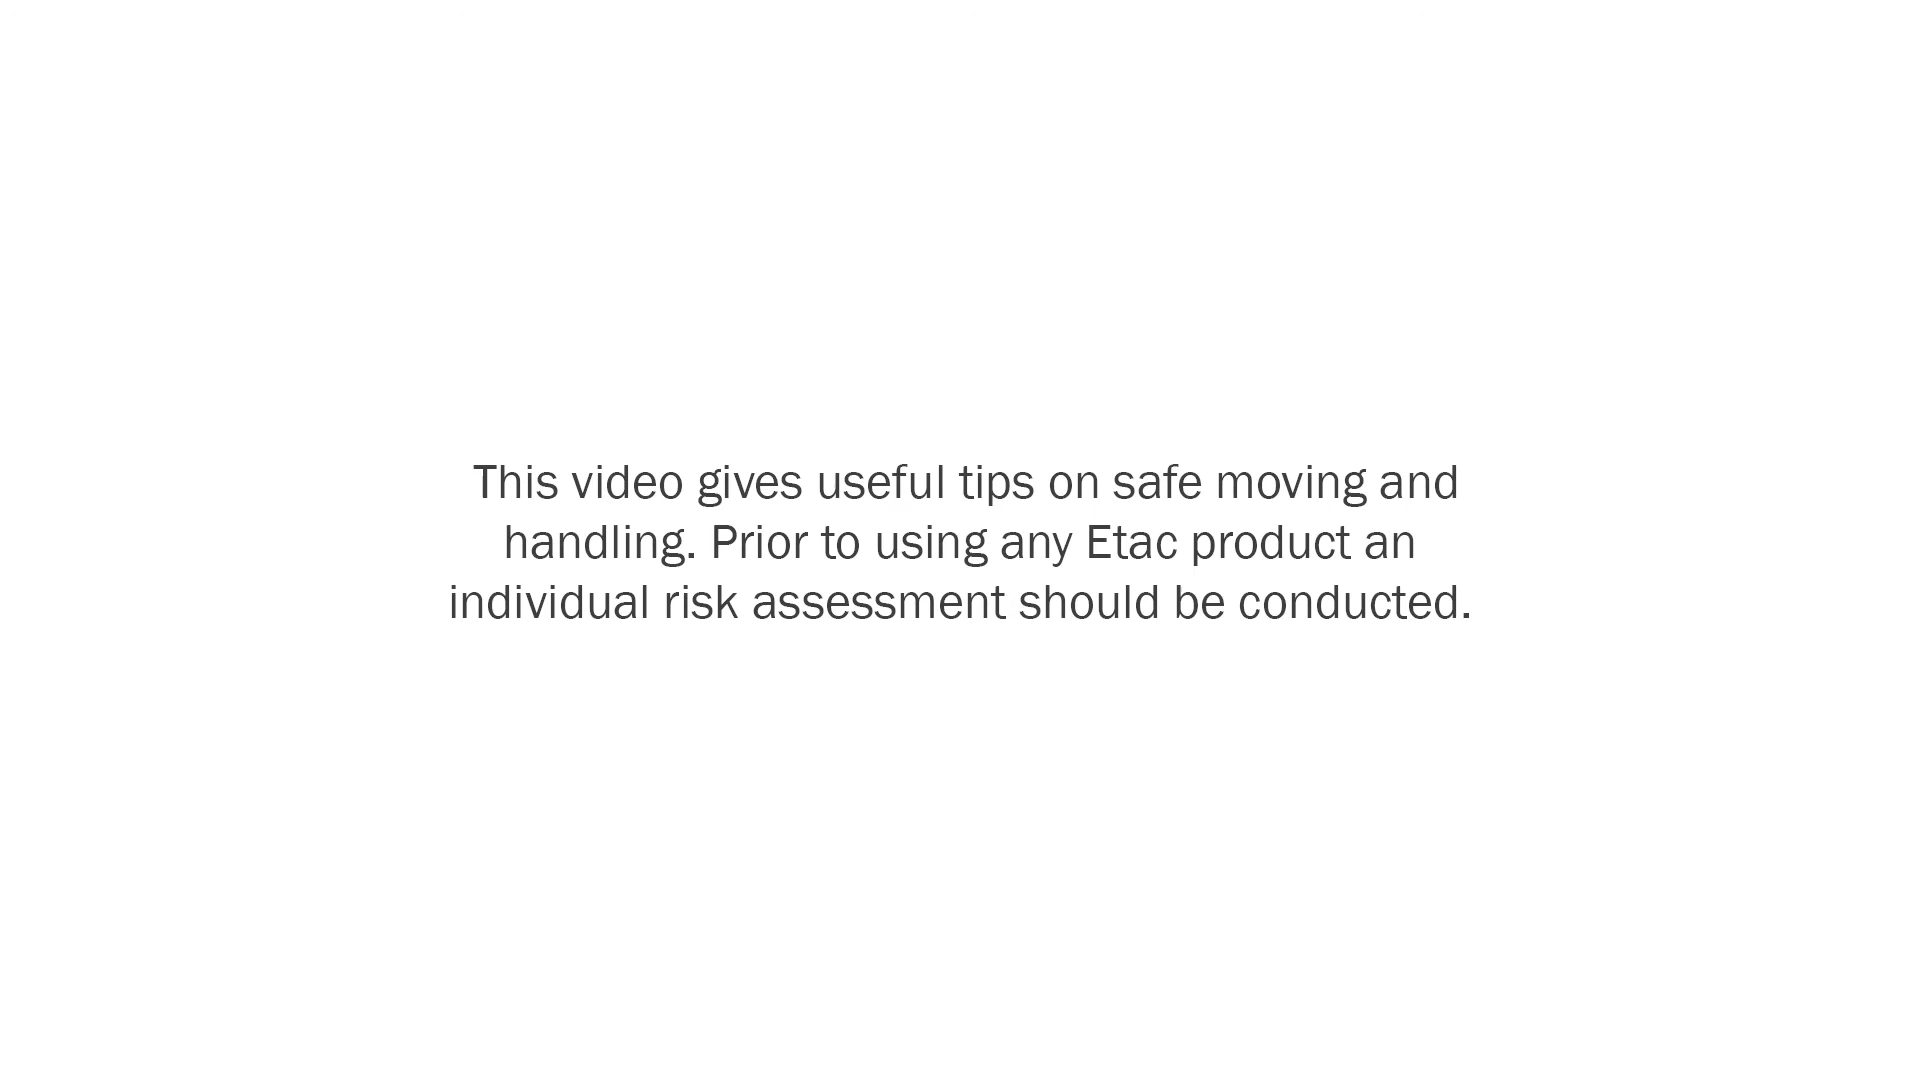 This video gives useful tips on safe moving and
handling. Prior to using any Etac product an
individual risk assessment should be conducted.